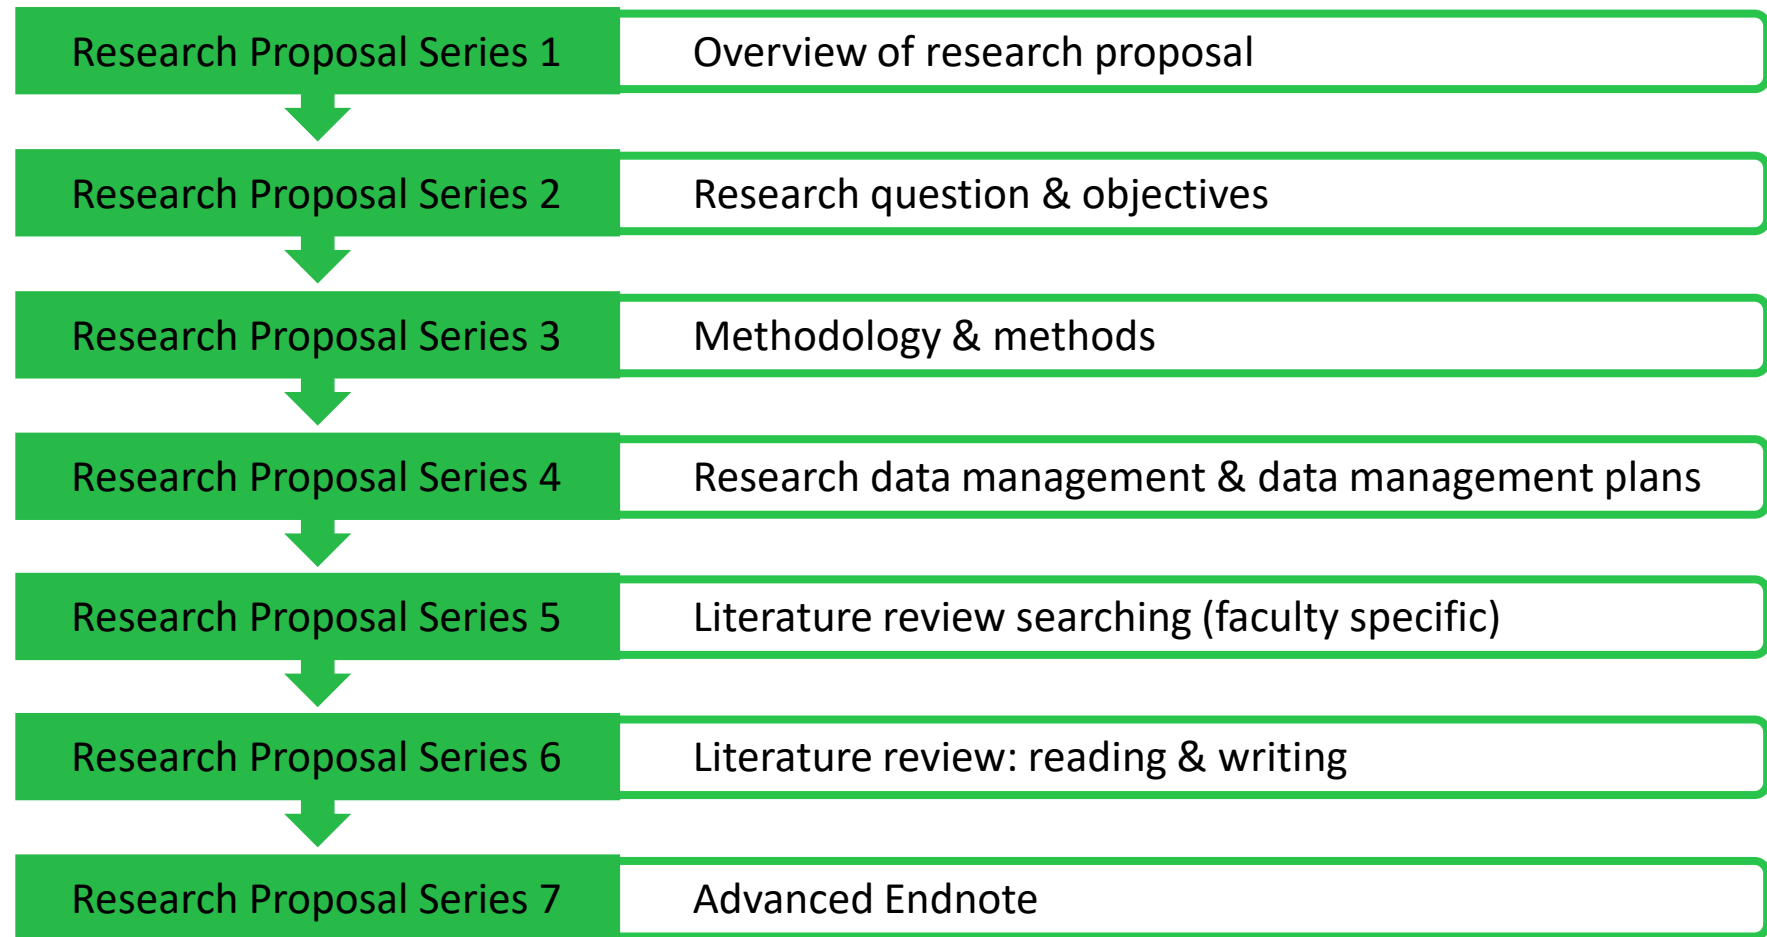 Research Proposal Series 1
Overview of research proposal
Research Proposal Series 2
Research question & objectives
Research Proposal Series 3
Methodology & methods
Research Proposal Series 4
Research data management & data management plans
Research Proposal Series 5
Literature review searching (faculty specific)
Research Proposal Series 6
Literature review: reading & writing
Research Proposal Series 7
Advanced Endnote